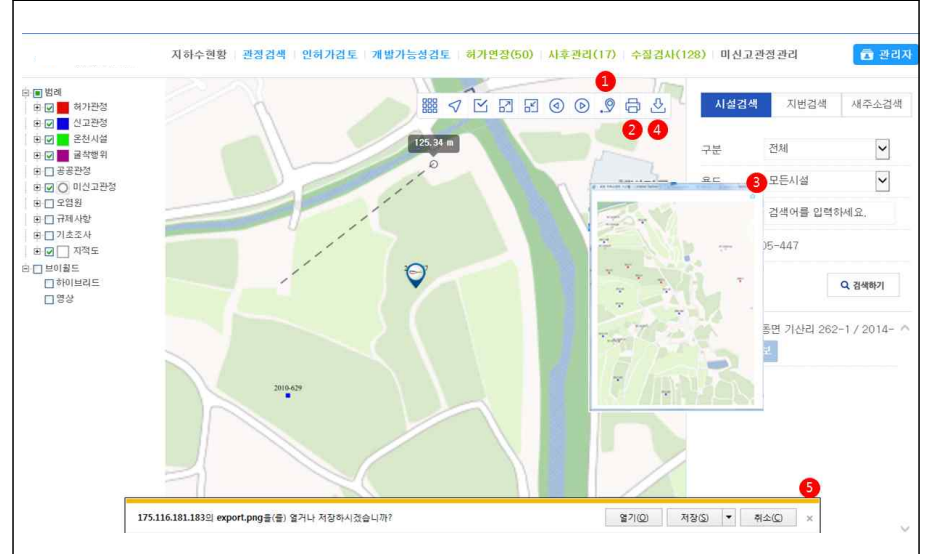 지하수현황 관정검색 인허가검토 개발가능성검토 허가연장(50) 사후관리(17) 수질검사(128) 미신고관정관리 관리자
범례
허가관정
신고관정
온천시설
굴착행위
공공관정
미신고관정
오염원
규제사항
기초조사
지적도
브이월드
하이브리드
영상
1
2 4
125.34 m
2010-629
시설검색 지번검색 새주소검색
구분 전체
용도 모든시설
3
검색어를 입력하세요.
05-447
검색하기
동면 기산리 262-1 / 2014-
5
175.116.181.183의 export.png을(를) 열거나 저장하시겠습니까?
열기(O) 저장(S) 취소(C) ×